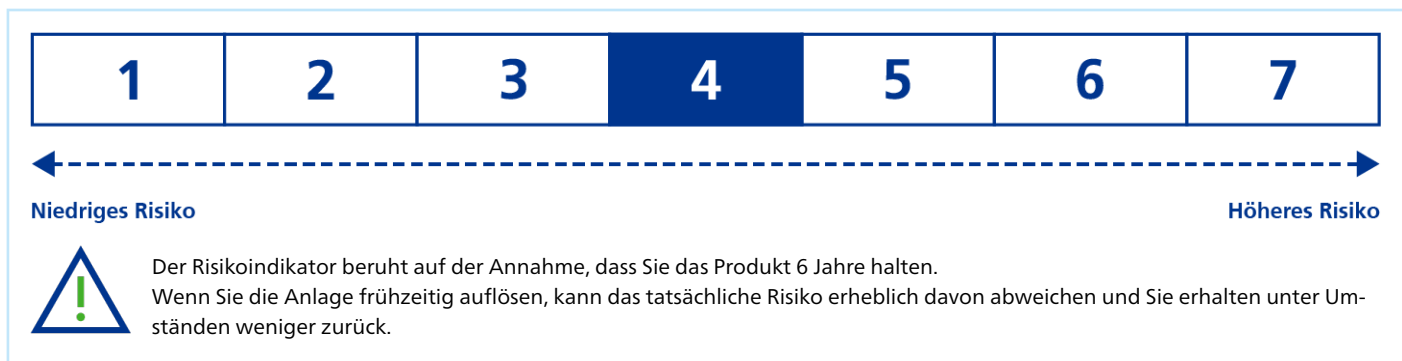 1 2 3 4 5 6 7
Niedriges Risiko Höheres Risiko
Der Risikoindikator beruht auf der Annahme, dass Sie das Produkt 6 Jahre halten.
Wenn Sie die Anlage frühzeitig auflösen, kann das tatsächliche Risiko erheblich davon abweichen und Sie erhalten unter Um-
ständen weniger zurück.